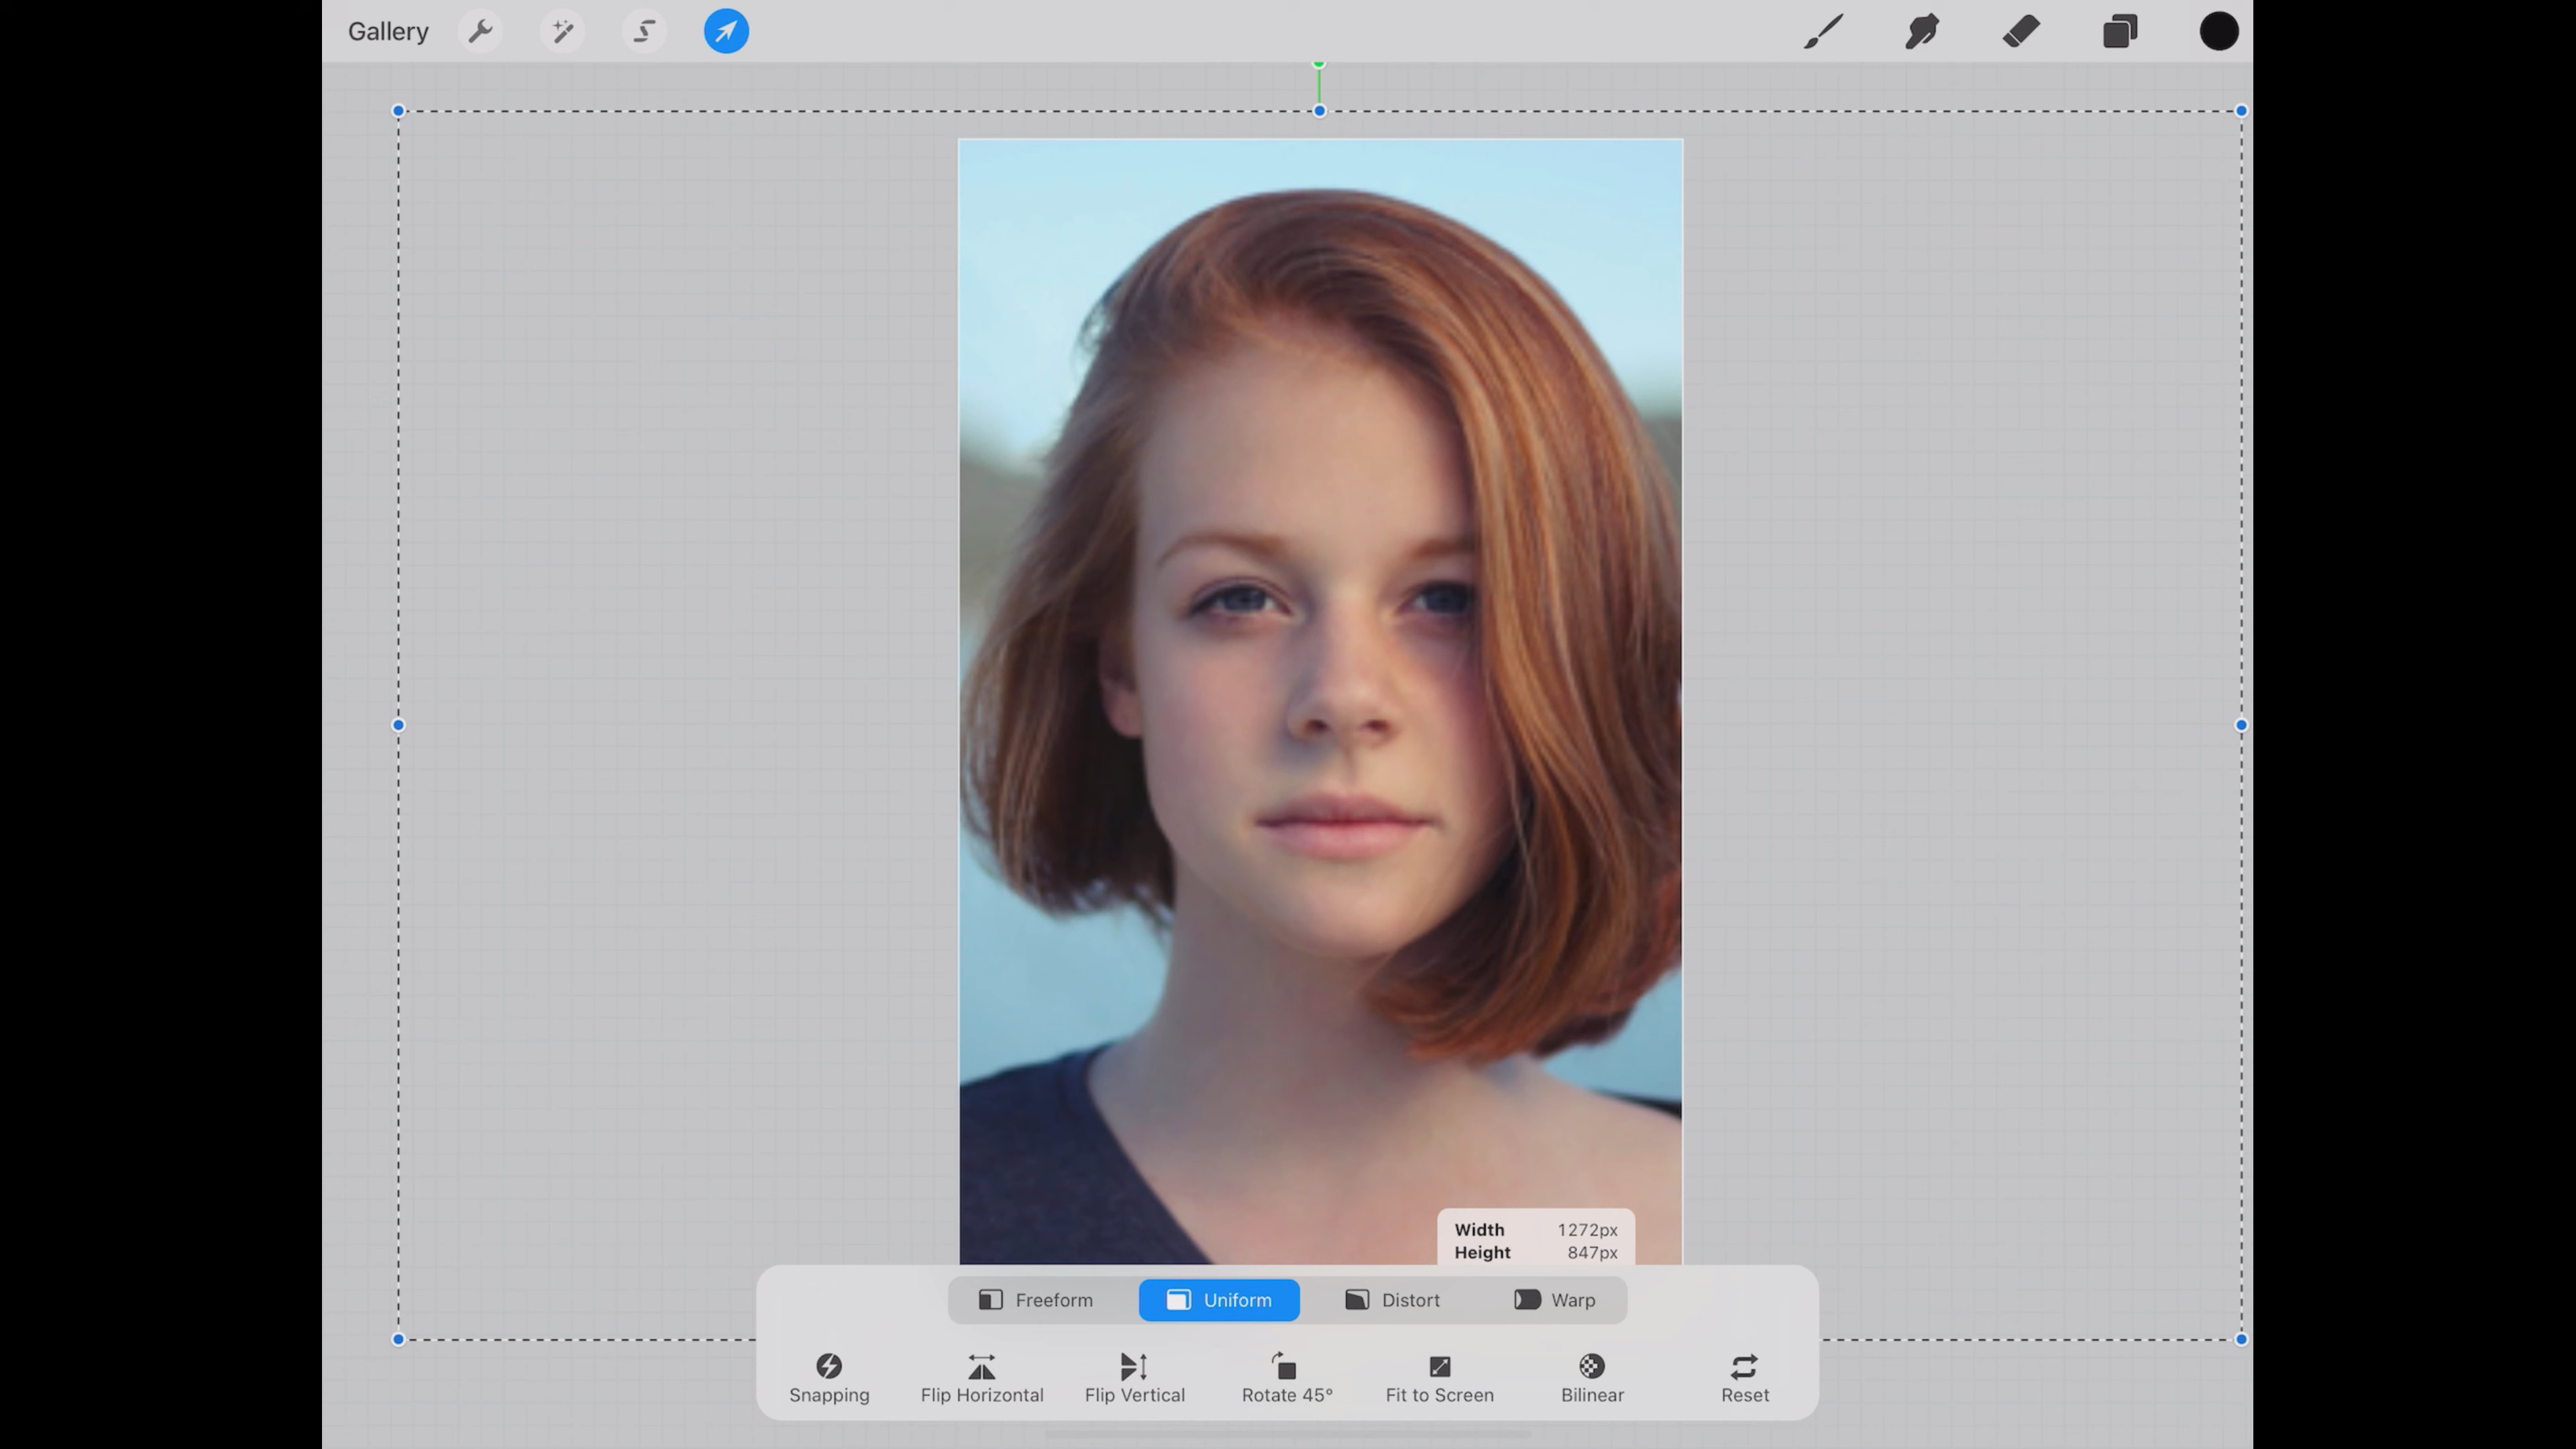 Gallery
Width 1272px
Height 847px
Freeform Uniform Distort Warp
Snapping Flip Horizontal Flip Vertical Rotate 45° Fit to Screen Bilinear Reset